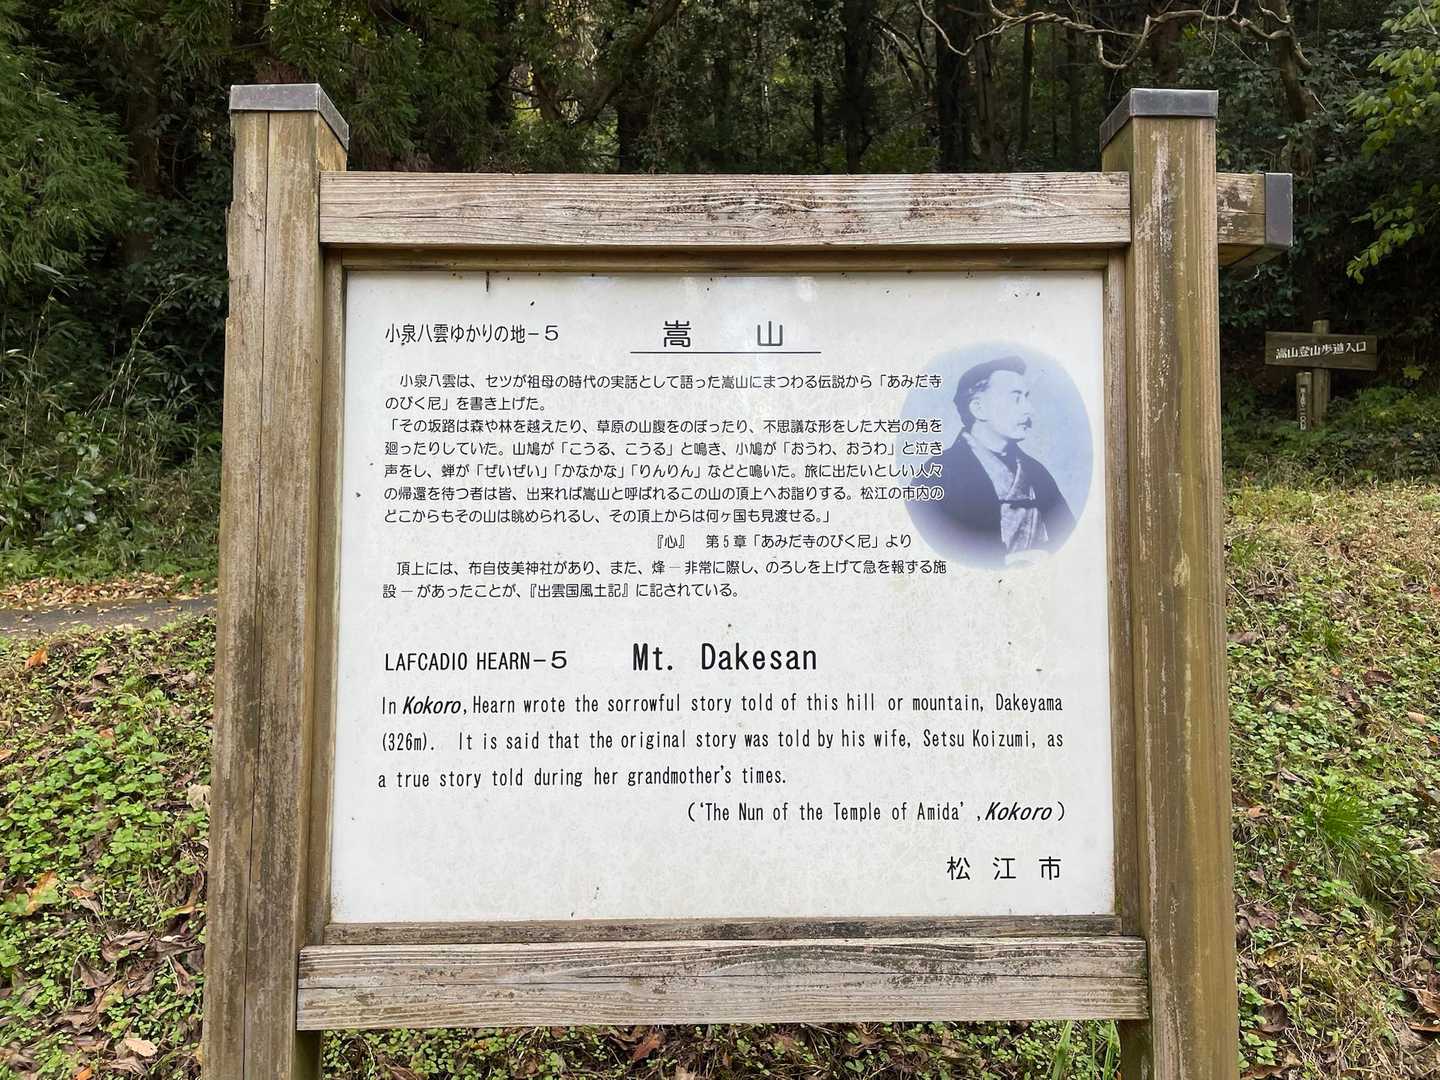 小泉八雲ゆかりの地－5
嵩山
小泉八雲は、セツが祖母の時代の実話として語った嵩山にまつわる伝説から「あみだ寺
のびく尼」を書き上げた。
「その坂路は森や林を越えたり、草原の山腹をのぼったり、不思議な形をした大岩の角を
廻ったりしていた。山鳩が「こうる、こうる」と鳴き、小鳩が「おうわ、おうわ」と泣き
声をし、蝉が「ぜいぜい」「かなかな」「りんりん」などと鳴いた。旅に出たいとしい人々
の帰還を待つ者は皆、出来れば嵩山と呼ばれるこの山の頂上へお詣りする。松江の市内の
どこからもその山は眺められるし、その頂上からは何ヶ国も見渡せる。」
『心』 第5章「あみだ寺のびく尼」より
頂上には、布自伎美神社があり、また、烽－非常に際し、のろしを上げて急を報ずる施
設－があったことが、『出雲国風土記』に記されている。
LAFCADIO HEARN－5
Mt. Dakesan
In Kokoro, Hearn wrote the sorrowful story told of this hill or mountain, Dakeyama
(326m). It is said that the original story was told by his wife, Setsu Koizumi, as
a true story told during her grandmother's times.
('The Nun of the Temple of Amida', Kokoro)
松江市
嵩山登山歩道入口